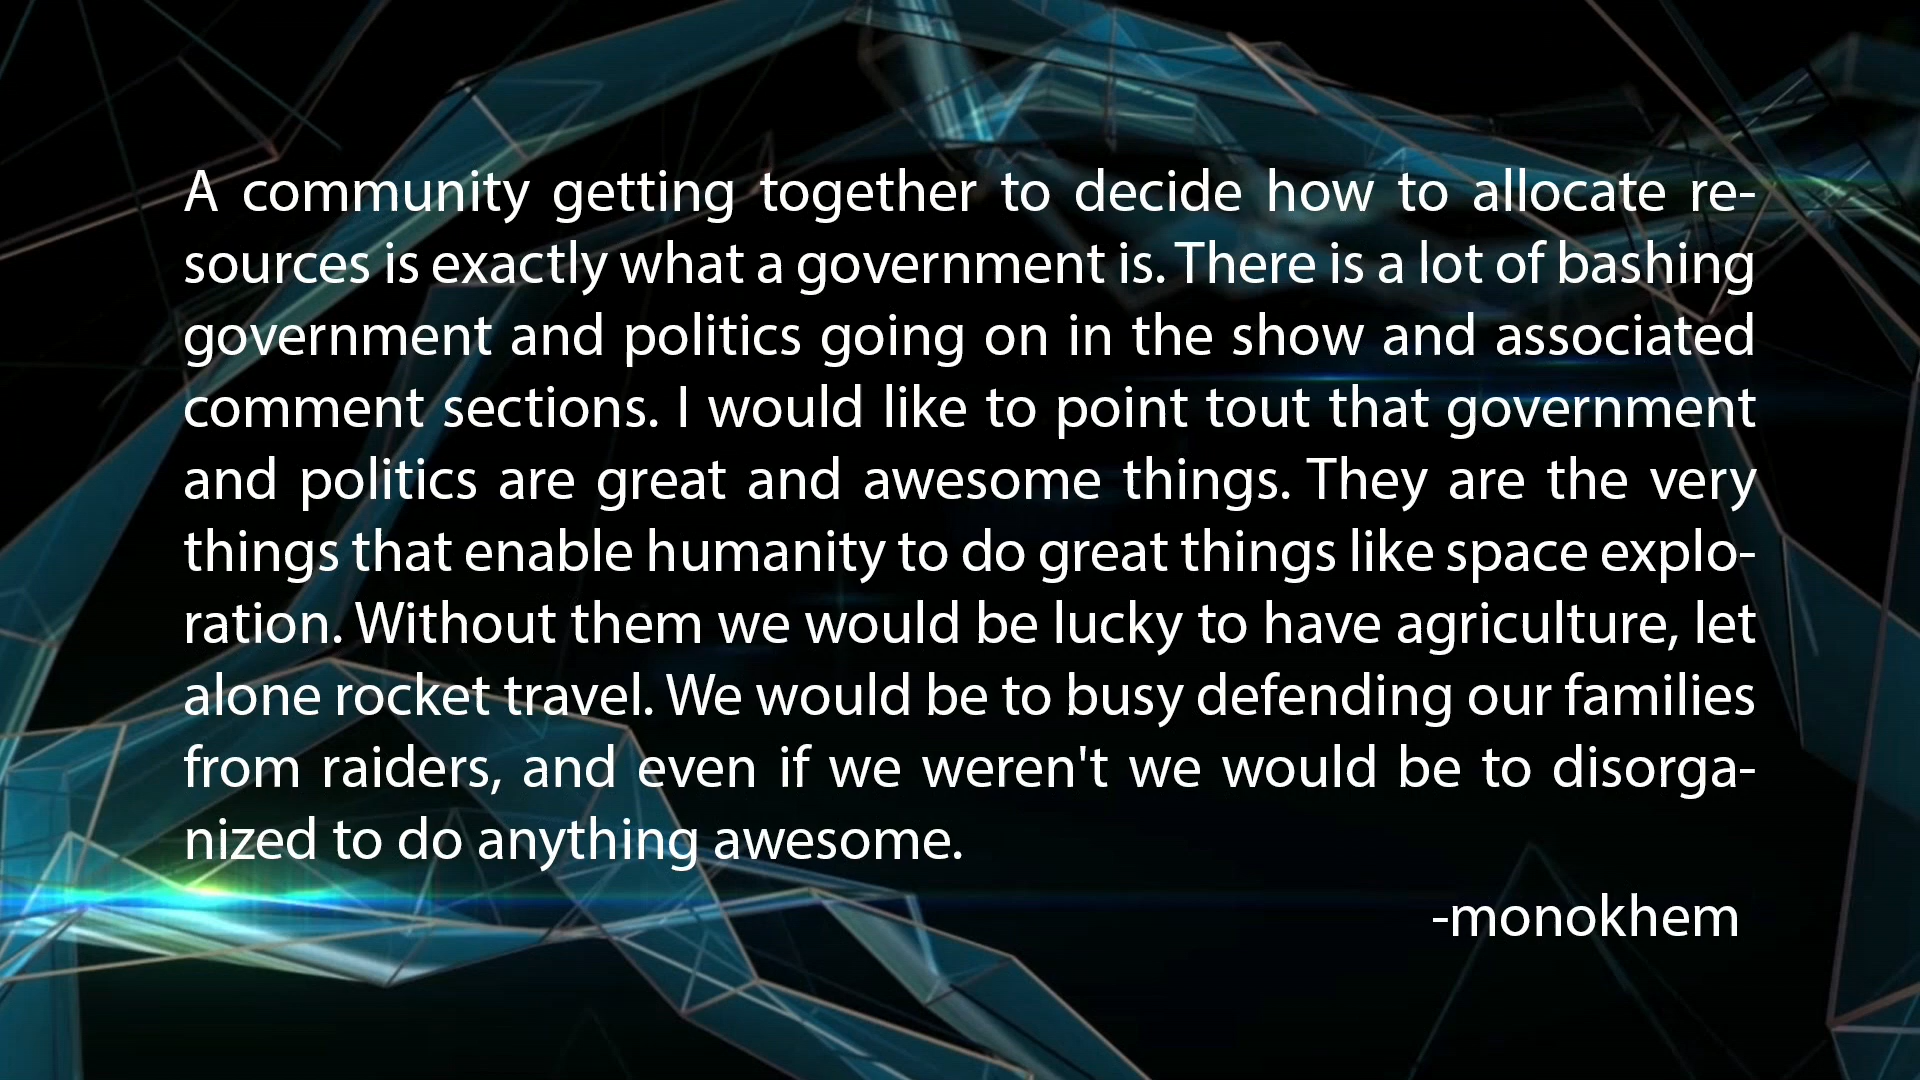 A community getting together to decide how to allocate re-
sources is exactly what a government is. There is a lot of bashing
government and politics going on in the show and associated
comment sections. I would like to point tout that government
and politics are great and awesome things. They are the very
things that enable humanity to do great things like space explo-
ration. Without them we would be lucky to have agriculture, let
alone rocket travel. We would be to busy defending our families
from raiders, and even if we weren't we would be to disorga-
nized to do anything awesome.
-monokhem